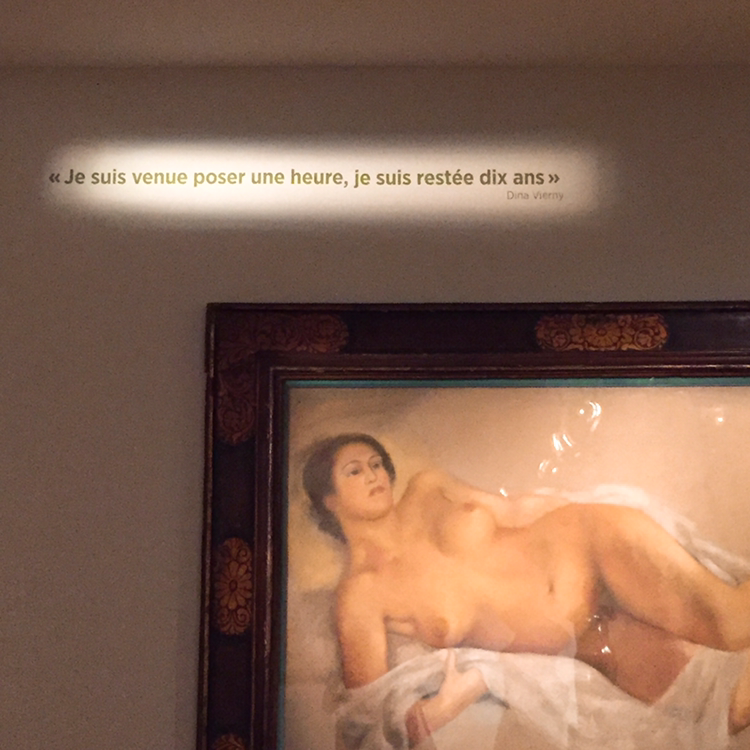 « Je suis venue poser une heure, je suis restée dix ans »
Dina Vierny